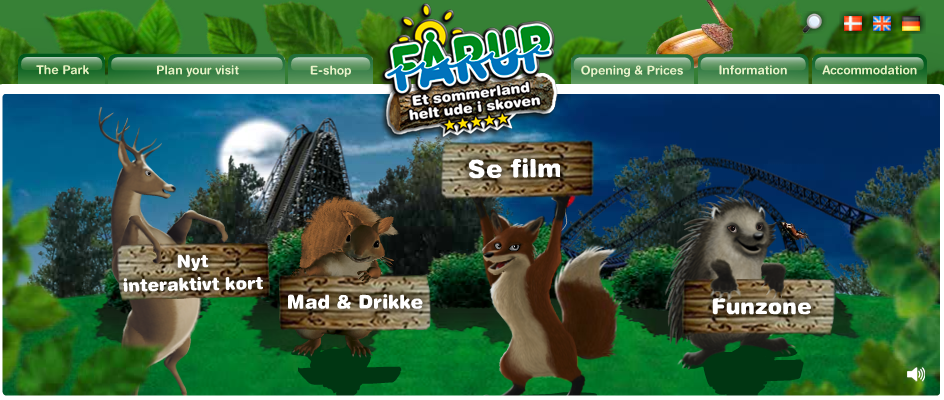 The Park
Plan your visit
E-shop
FÅRUP
Et sommerland
helt ude i skoven
Opening & Prices
Information
Accommodation
Se film
Nyt
interaktivt kort
Mad & Drikke
Funzone